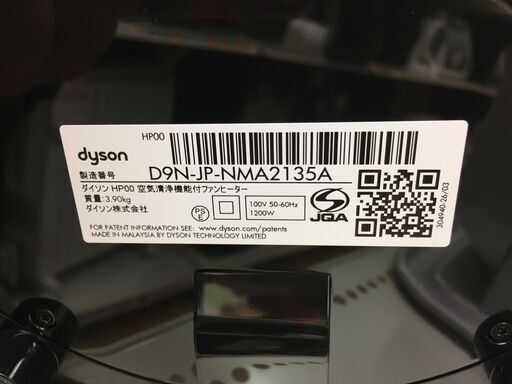 HP00
dyson
製造番号
D9N-JP-NMA2135A
ダイソン HP00 空気清浄機能付ファンヒーター
質量:3.90kg
ダイソン株式会社
PS
E
100V 50-60Hz
1200W
JQA
FOR PATENT INFORMATION SEE: www.dyson.com/patents
MADE IN MALAYSIA BY DYSON TECHNOLOGY LIMITED
304940-26/03